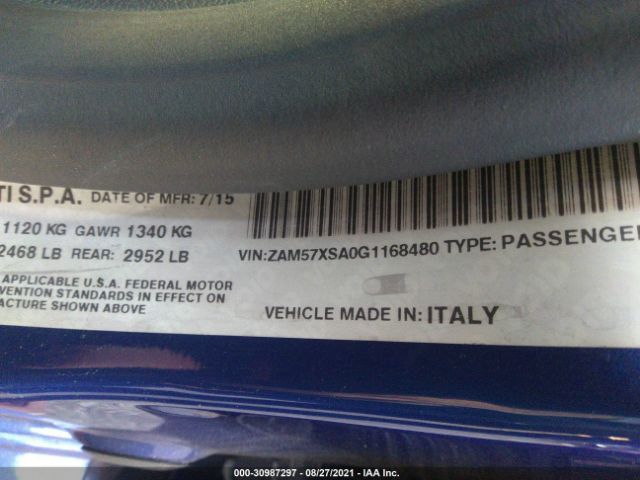 TI S.P.A. DATE OF MFR: 7/15
1120 KG GAWR 1340 KG
2468 LB REAR: 2952 LB
APPLICABLE U.S.A. FEDERAL MOTOR
VENTION STANDARDS IN EFFECT ON
FACTURE SHOWN ABOVE
VIN:ZAM57XSA0G1168480 TYPE: PASSENGER
VEHICLE MADE IN: ITALY
000-30987297 - 08/27/2021 - IAA Inc.